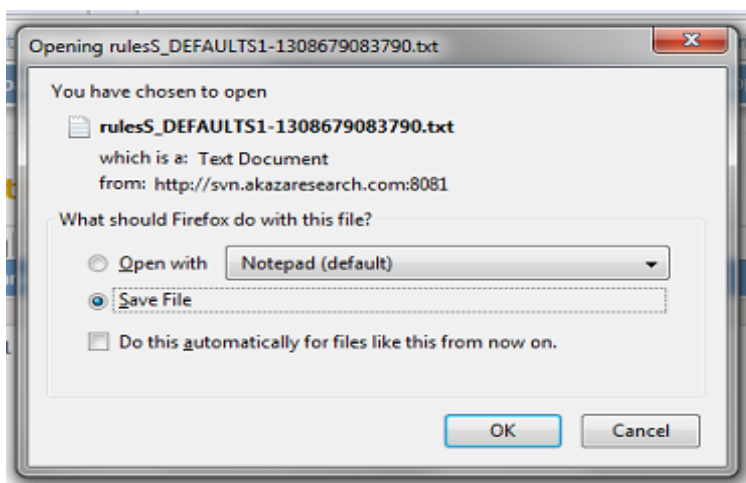 Opening rulesS_DEFAULTS1-1308679083790.txt
You have chosen to open
rulesS_DEFAULTS1-1308679083790.txt
which is a: Text Document
from: http://svn.akazaresearch.com:8081
What should Firefox do with this file?
Open with Notepad (default)
Save File
Do this automatically for files like this from now on.
OK Cancel